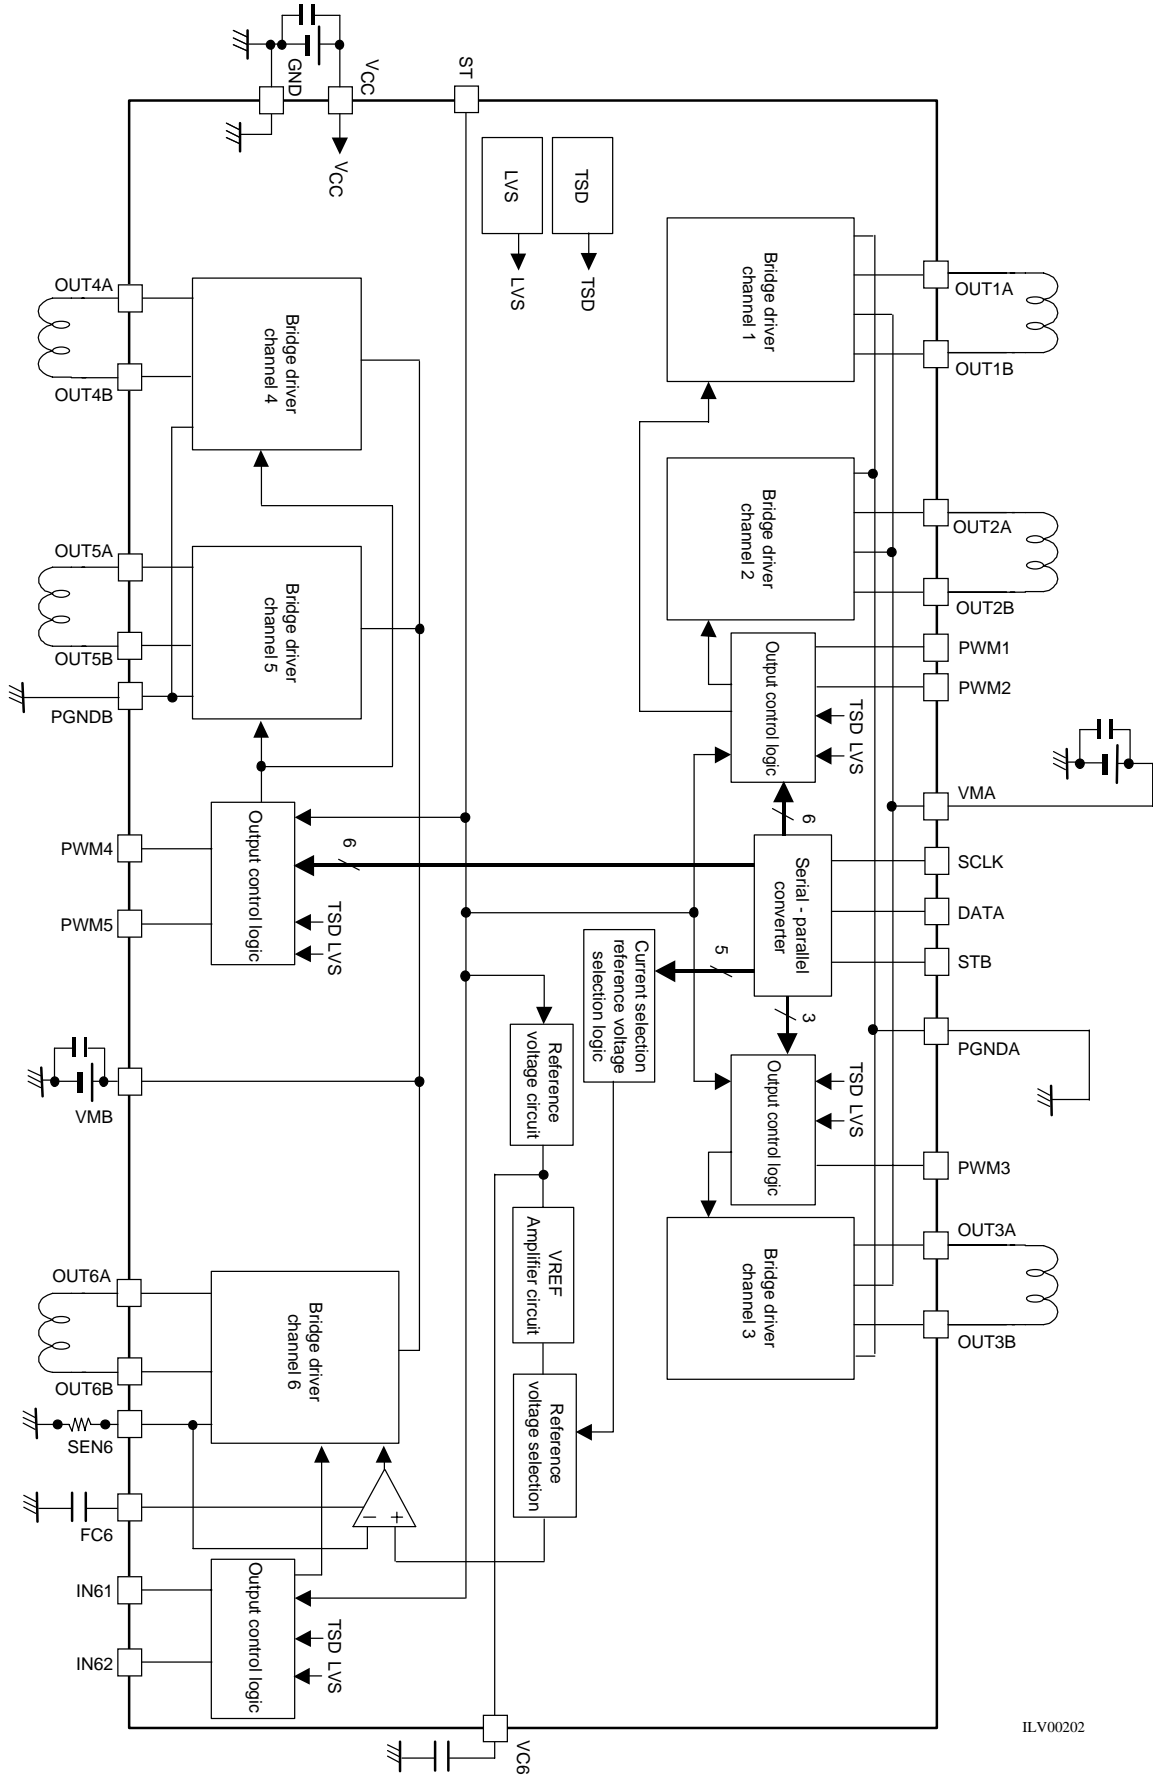 GND
VCC
ST
VCC
LVS
LVS
TSD
TSD
Bridge driver
channel 1
OUT1A
OUT1B
OUT4A
OUT4B
Bridge driver
channel 4
Bridge driver
channel 2
OUT2A
OUT2B
OUT5A
OUT5B
PGNDB
Bridge driver
channel 5
Output control logic
PWM1
PWM2
TSD LVS
VMA
6
PWM4
PWM5
Output control logic
TSD LVS
6
Serial - parallel
converter
SCLK
DATA
STB
5
Current selection
reference voltage
selection logic
3
PGNDA
VMB
Reference
voltage circuit
Output control logic
TSD LVS
PWM3
VREF
Amplifier circuit
Bridge driver
channel 3
OUT3A
OUT3B
OUT6A
OUT6B
SEN6
Bridge driver
channel 6
Reference
voltage selection
FC6
−
+
IN61
IN62
Output control logic
TSD LVS
VC6
ILV00202